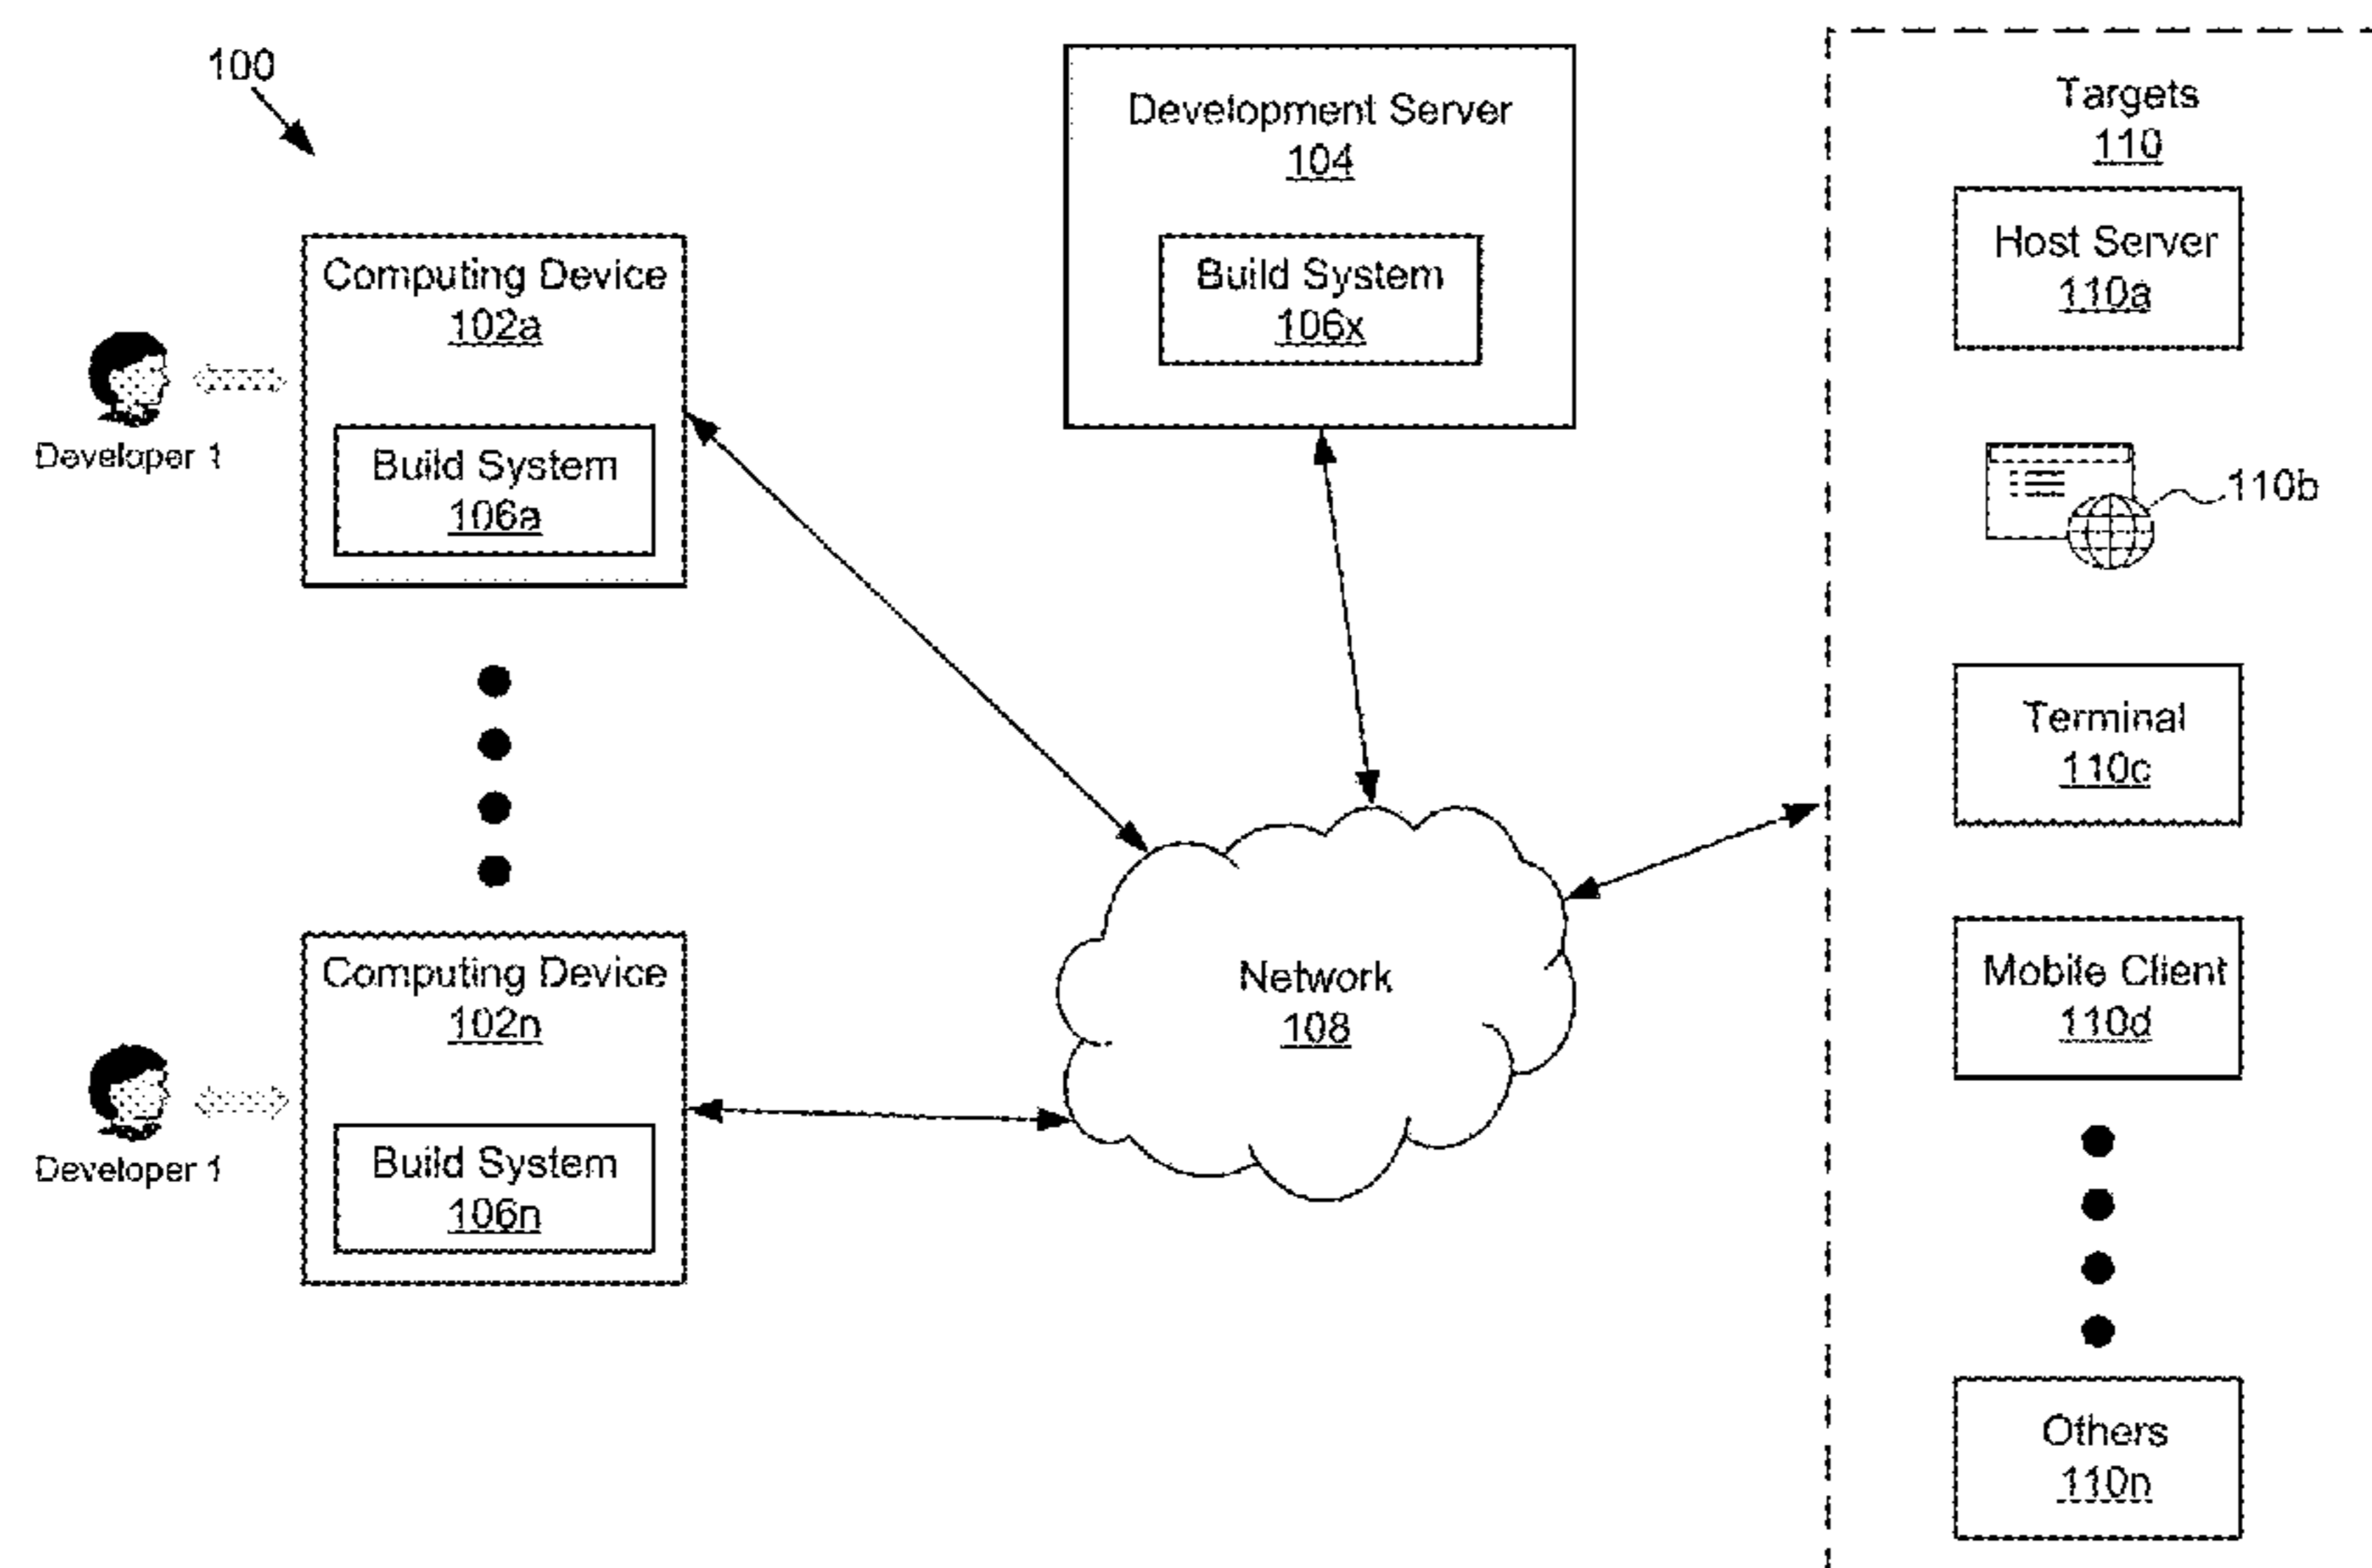 100
Development Server
104
Build System
106x
Targets
110
Host Server
110a
110b
Terminal
110c
Mobile Client
110d
Others
110n
Computing Device
102a
Build System
106a
Developer 1
Computing Device
102n
Build System
106n
Developer 1
Network
108